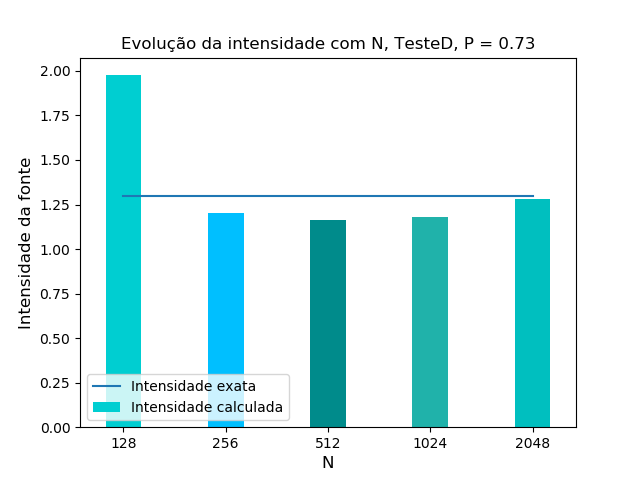 Evolução da intensidade com N, TesteD, P = 0.73
Intensidade da fonte
2.00
1.75
1.50
1.25
1.00
0.75
0.50
0.25
0.00
Intensidade exata
Intensidade calculada
128 256 512 1024 2048
N